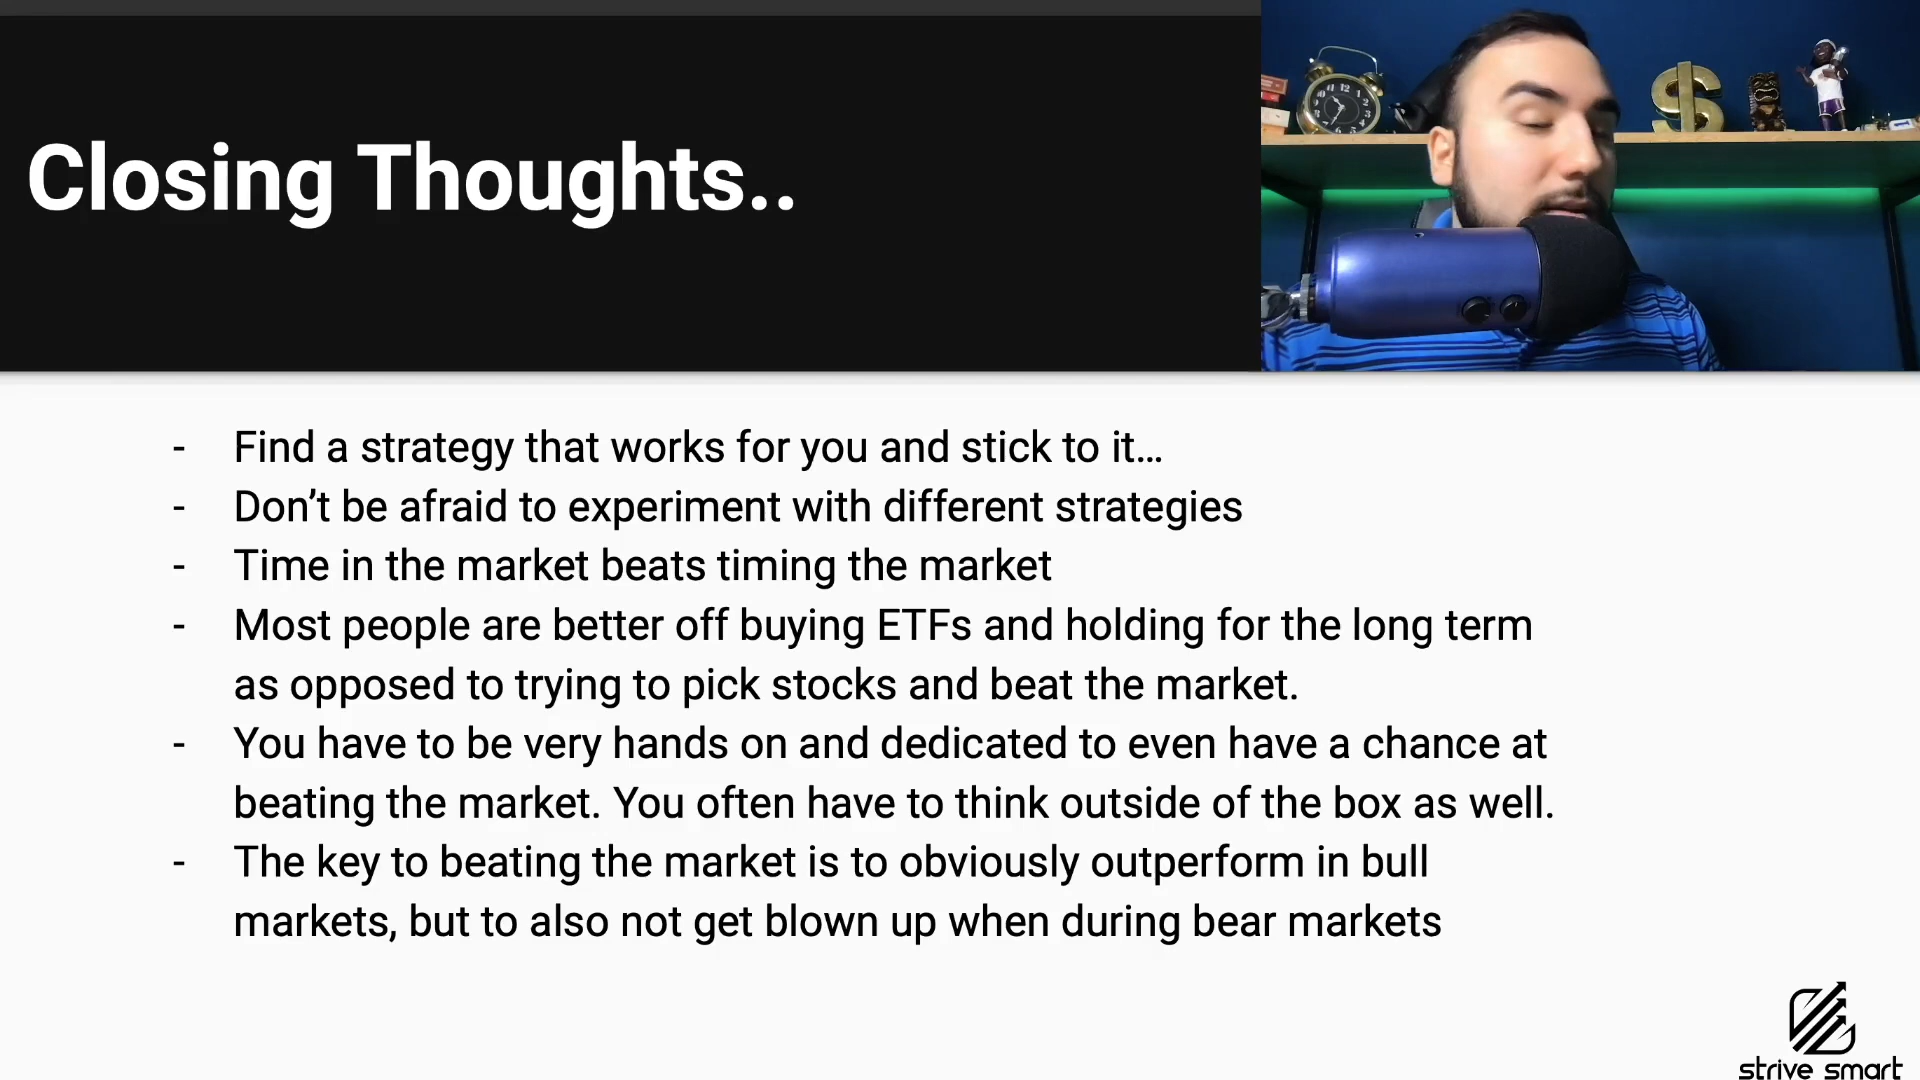 Closing Thoughts..
- Find a strategy that works for you and stick to it...
- Don't be afraid to experiment with different strategies
- Time in the market beats timing the market
- Most people are better off buying ETFs and holding for the long term
as opposed to trying to pick stocks and beat the market.
- You have to be very hands on and dedicated to even have a chance at
beating the market. You often have to think outside of the box as well.
- The key to beating the market is to obviously outperform in bull
markets, but to also not get blown up when during bear markets
strive smart